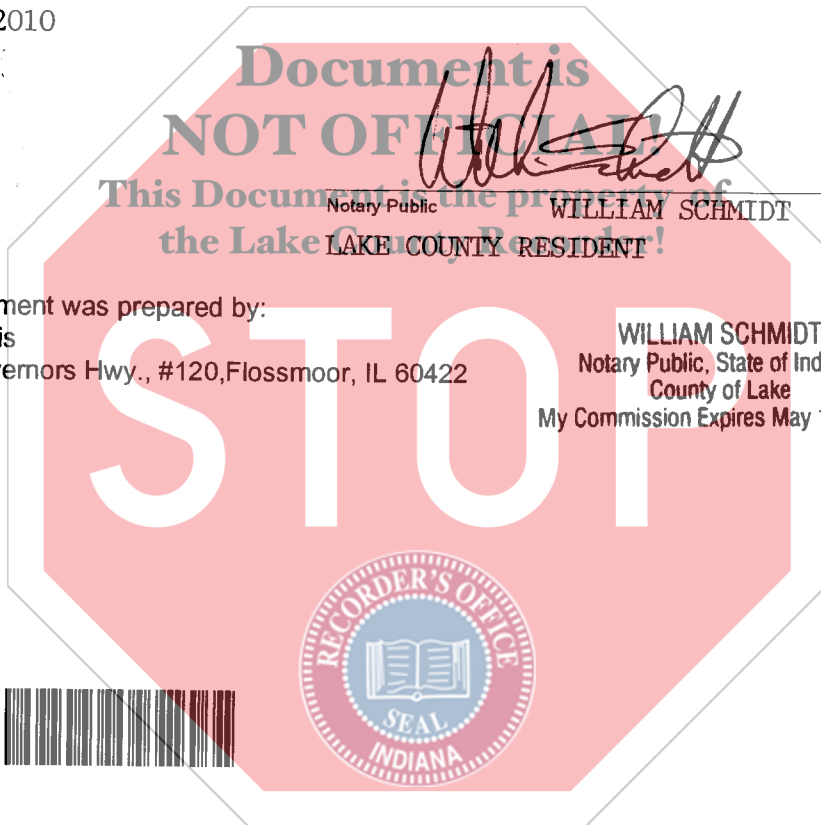 2010
Document is
NOT OFFICIAL!
This Document is the property of
the Lake County Recorder!
Notary Public WILLIAM SCHMIDT
LAKE COUNTY RESIDENT
ment was prepared by:
is
vernors Hwy., #120,Flossmoor, IL 60422
WILLIAM SCHMIDT
Notary Public, State of Ind
County of Lake
My Commission Expires May
STOP
RECORDER'S OFFICE
SEAL
INDIANA